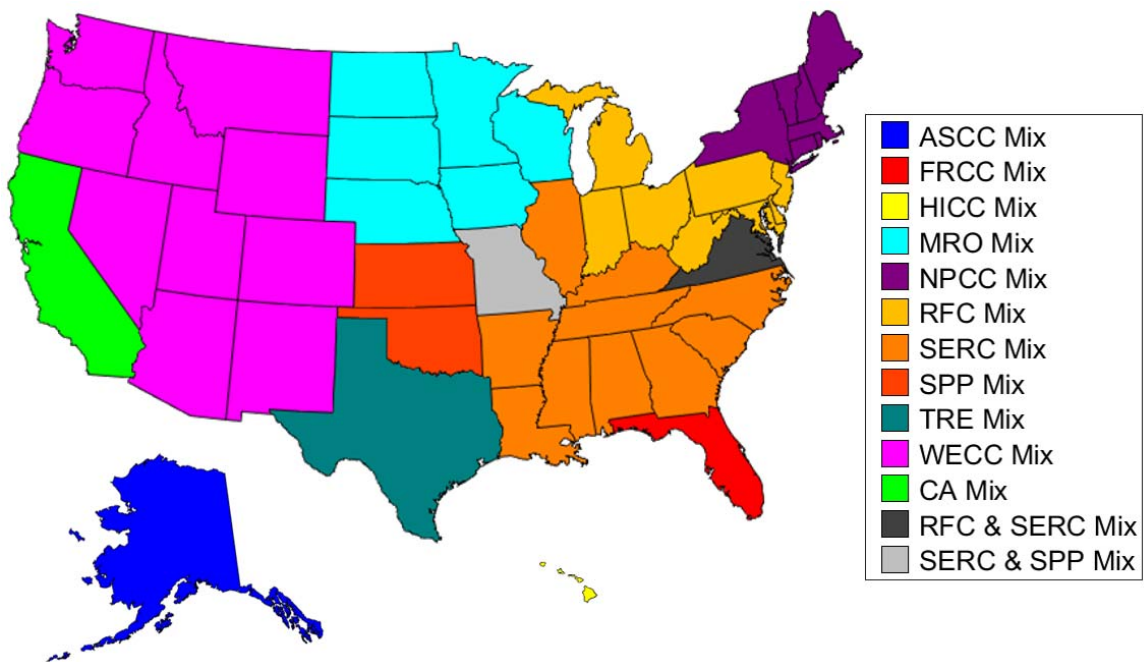 ASCC Mix
FRCC Mix
HICC Mix
MRO Mix
NPCC Mix
RFC Mix
SERC Mix
SPP Mix
TRE Mix
WECC Mix
CA Mix
RFC & SERC Mix
SERC & SPP Mix